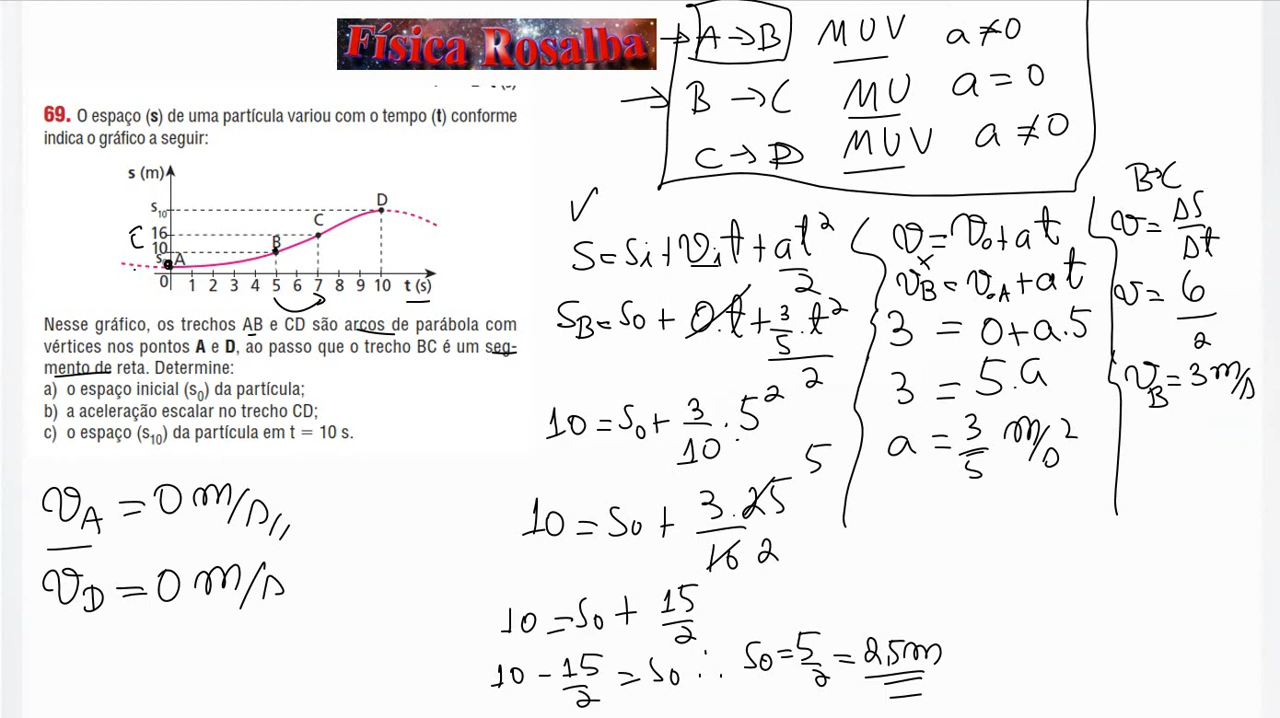 Física Rosalba
69. O espaço (s) de uma partícula variou com o tempo (t) conforme
indica o gráfico a seguir:
s (m)
s10
D
C
16
10
B
A
0 1 2 3 4 5 6 7 8 9 10 t (s)
Nesse gráfico, os trechos AB e CD são arcos de parábola com
vértices nos pontos A e D, ao passo que o trecho BC é um seg-
mento de reta. Determine:
a) o espaço inicial (s0) da partícula;
b) a aceleração escalar no trecho CD;
c) o espaço (s10) da partícula em t = 10 s.
vA = 0 m/s
vD = 0 m/s
→ A → B MUV a ≠ 0
→ B → C MU a = 0
C → D MUV a ≠ 0
S = Si + vit + at²/2
SB = S0 + 0.t + 3/5.t²/2
10 = S0 + 3/10 . 5²
10 = S0 + 3.25/10 5 2
10 = S0 + 15/2
10 - 15/2 = S0 ∴ S0 = 5/2 = 2,5m
v = v0 + at
vB = v0A + at
3 = 0 + a.5
3 = 5.a
a = 3/5 m/s²
B→C
v = ΔS/Δt
v = 6/2
vB = 3 m/s